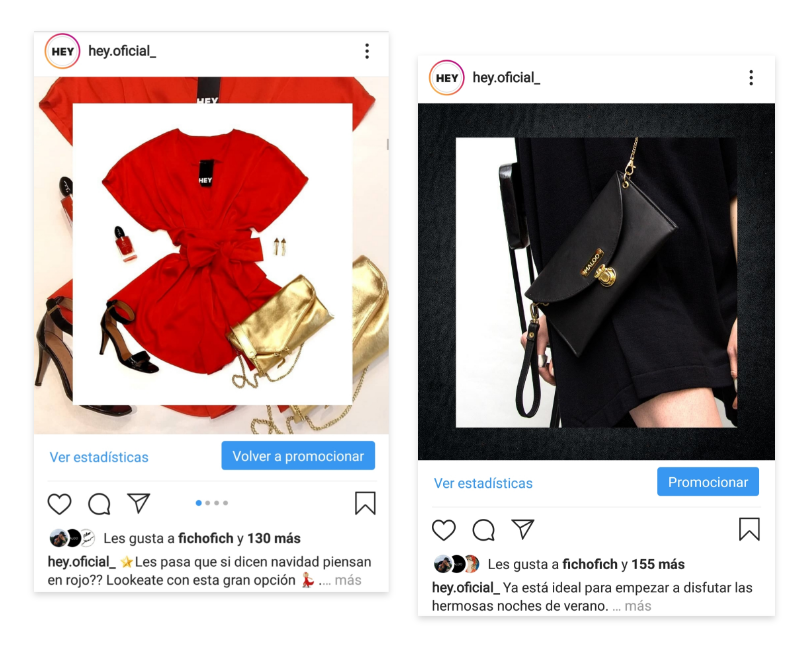 HEY
hey.oficial_
HEY
HEY
Ver estadísticas
Volver a promocionar
Les gusta a fichofich y 130 más
hey.oficial_ ⭐Les pasa que si dicen navidad piensan
en rojo?? Lookeate con esta gran opción 💃.... más
HEY
hey.oficial_
MALOO
Ver estadísticas
Promocionar
Les gusta a fichofich y 155 más
hey.oficial_ Ya está ideal para empezar a disfutar las
hermosas noches de verano. ... más